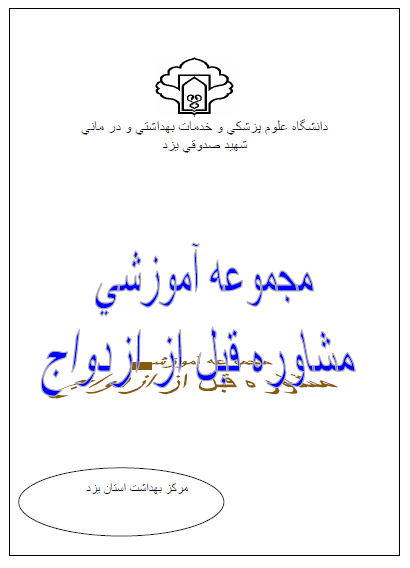 دانشگاه علوم پزشكي و خدمات بهداشتي و در ماني
شهيد صدوقي يزد
مجموعه آموزشي
مشاوره قبل از ازدواج
مركز بهداشت استان يزد